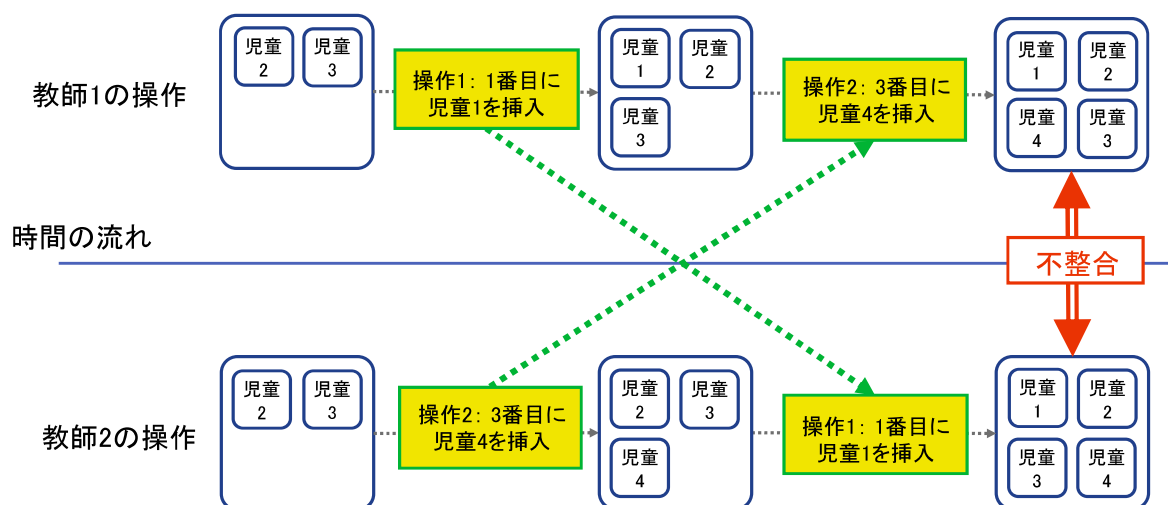 教師1の操作
児童
2
児童
3
操作1: 1番目に
児童1を挿入
児童
1
児童
2
児童
3
操作2: 3番目に
児童4を挿入
児童
1
児童
2
児童
4
児童
3
時間の流れ
不整合
教師2の操作
児童
2
児童
3
操作2: 3番目に
児童4を挿入
児童
2
児童
3
児童
4
操作1: 1番目に
児童1を挿入
児童
1
児童
2
児童
3
児童
4